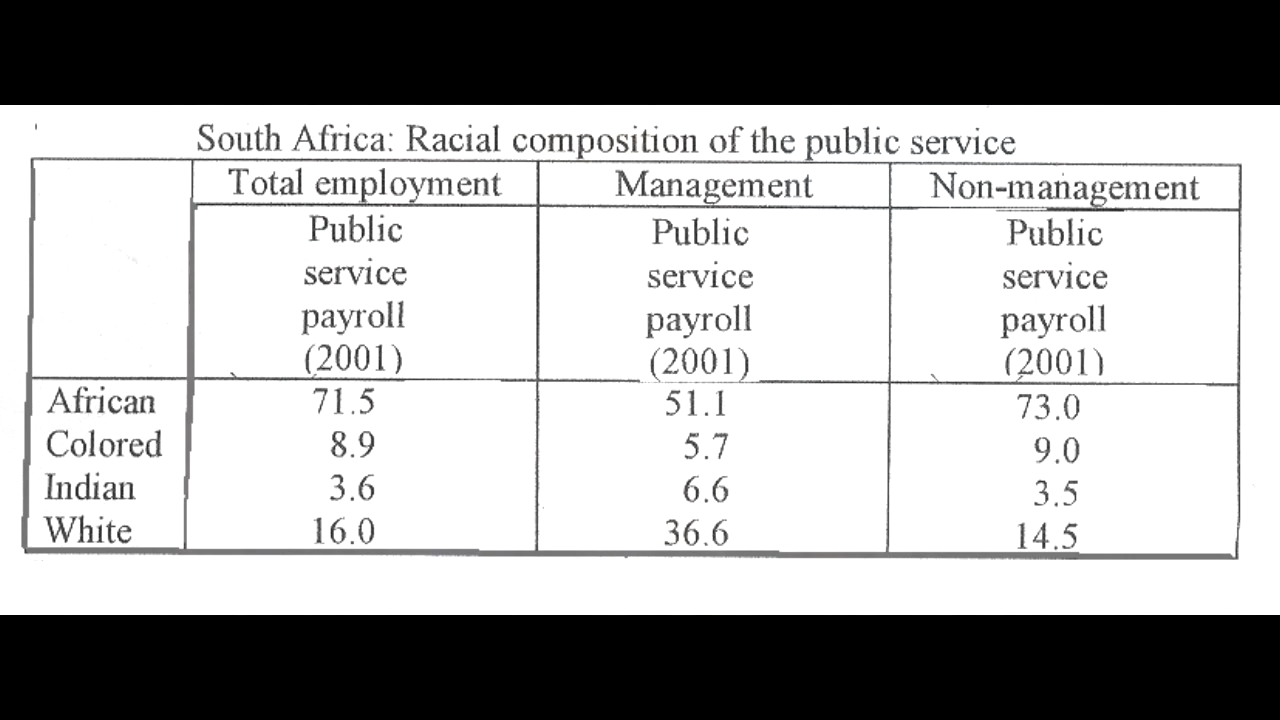 South Africa: Racial composition of the public service
Total employment Management Non-management
Public Public Public
service service service
payroll payroll payroll
(2001) (2001) (2001)
African 71.5 51.1 73.0
Colored 8.9 5.7 9.0
Indian 3.6 6.6 3.5
White 16.0 36.6 14.5